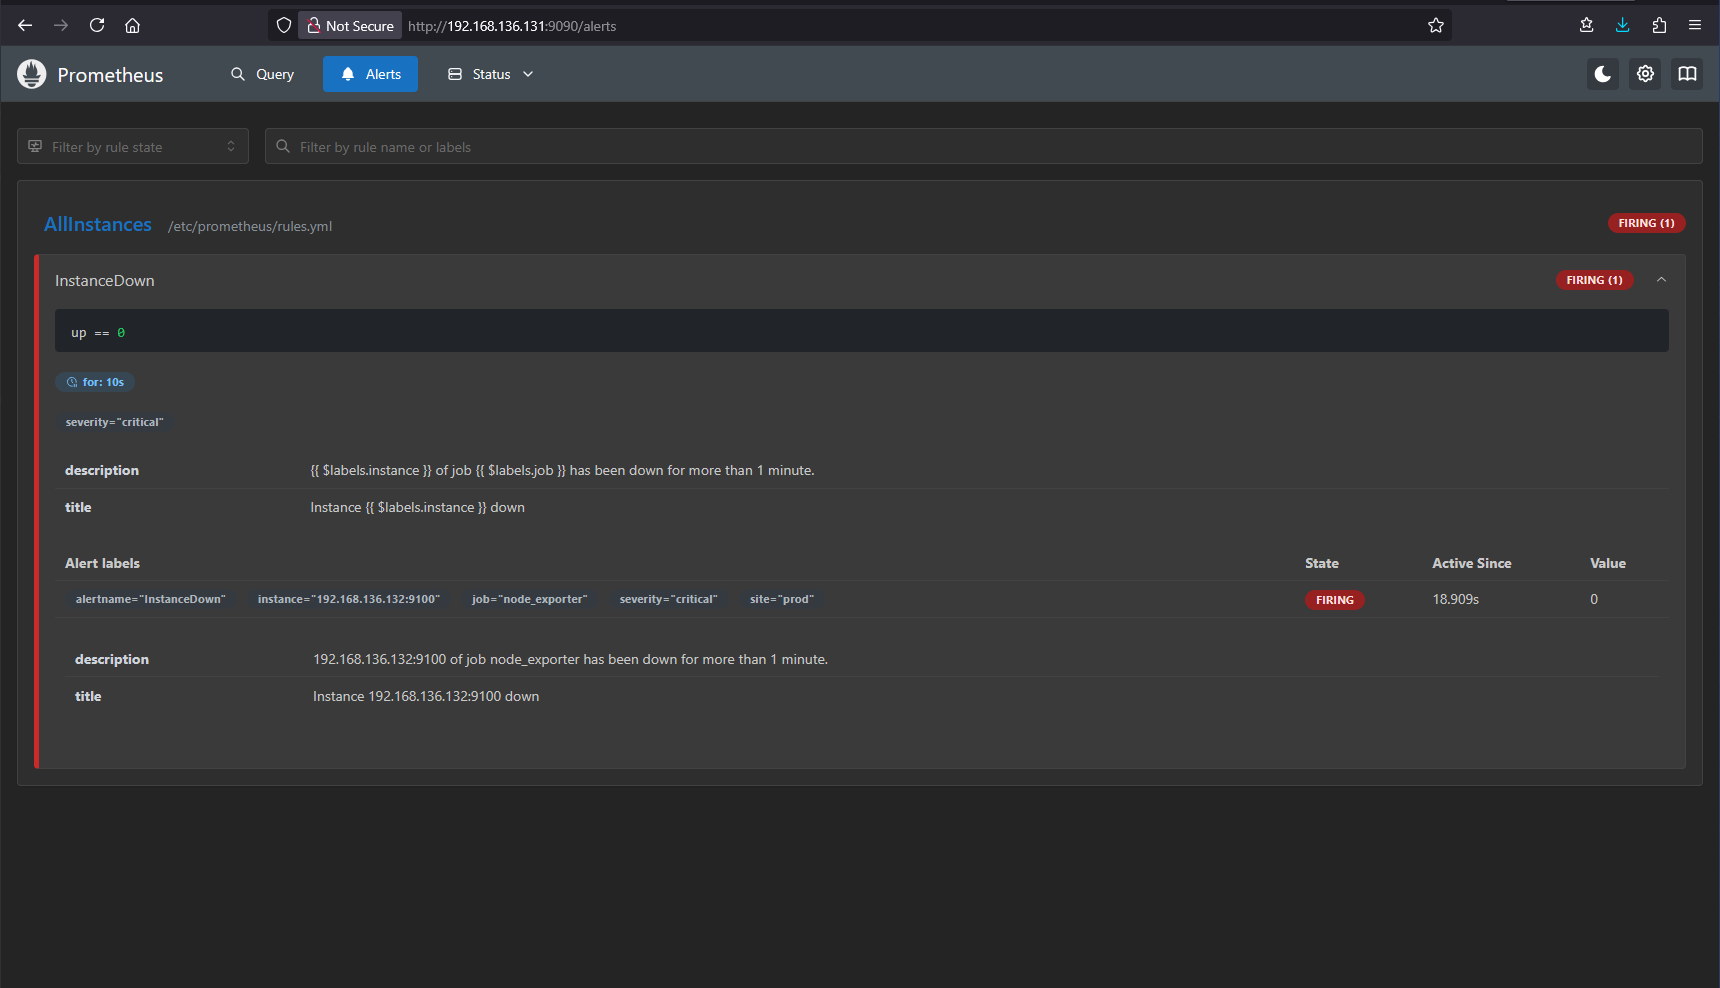 Not Secure http://192.168.136.131:9090/alerts
Prometheus Query Alerts Status
Filter by rule state Filter by rule name or labels
AllInstances /etc/prometheus/rules.yml FIRING (1)
InstanceDown FIRING (1)
up == 0
for: 10s
severity="critical"
description {{ $labels.instance }} of job {{ $labels.job }} has been down for more than 1 minute.
title Instance {{ $labels.instance }} down
Alert labels State Active Since Value
alertname="InstanceDown" instance="192.168.136.132:9100" job="node_exporter" severity="critical" site="prod" FIRING 18.909s 0
description 192.168.136.132:9100 of job node_exporter has been down for more than 1 minute.
title Instance 192.168.136.132:9100 down